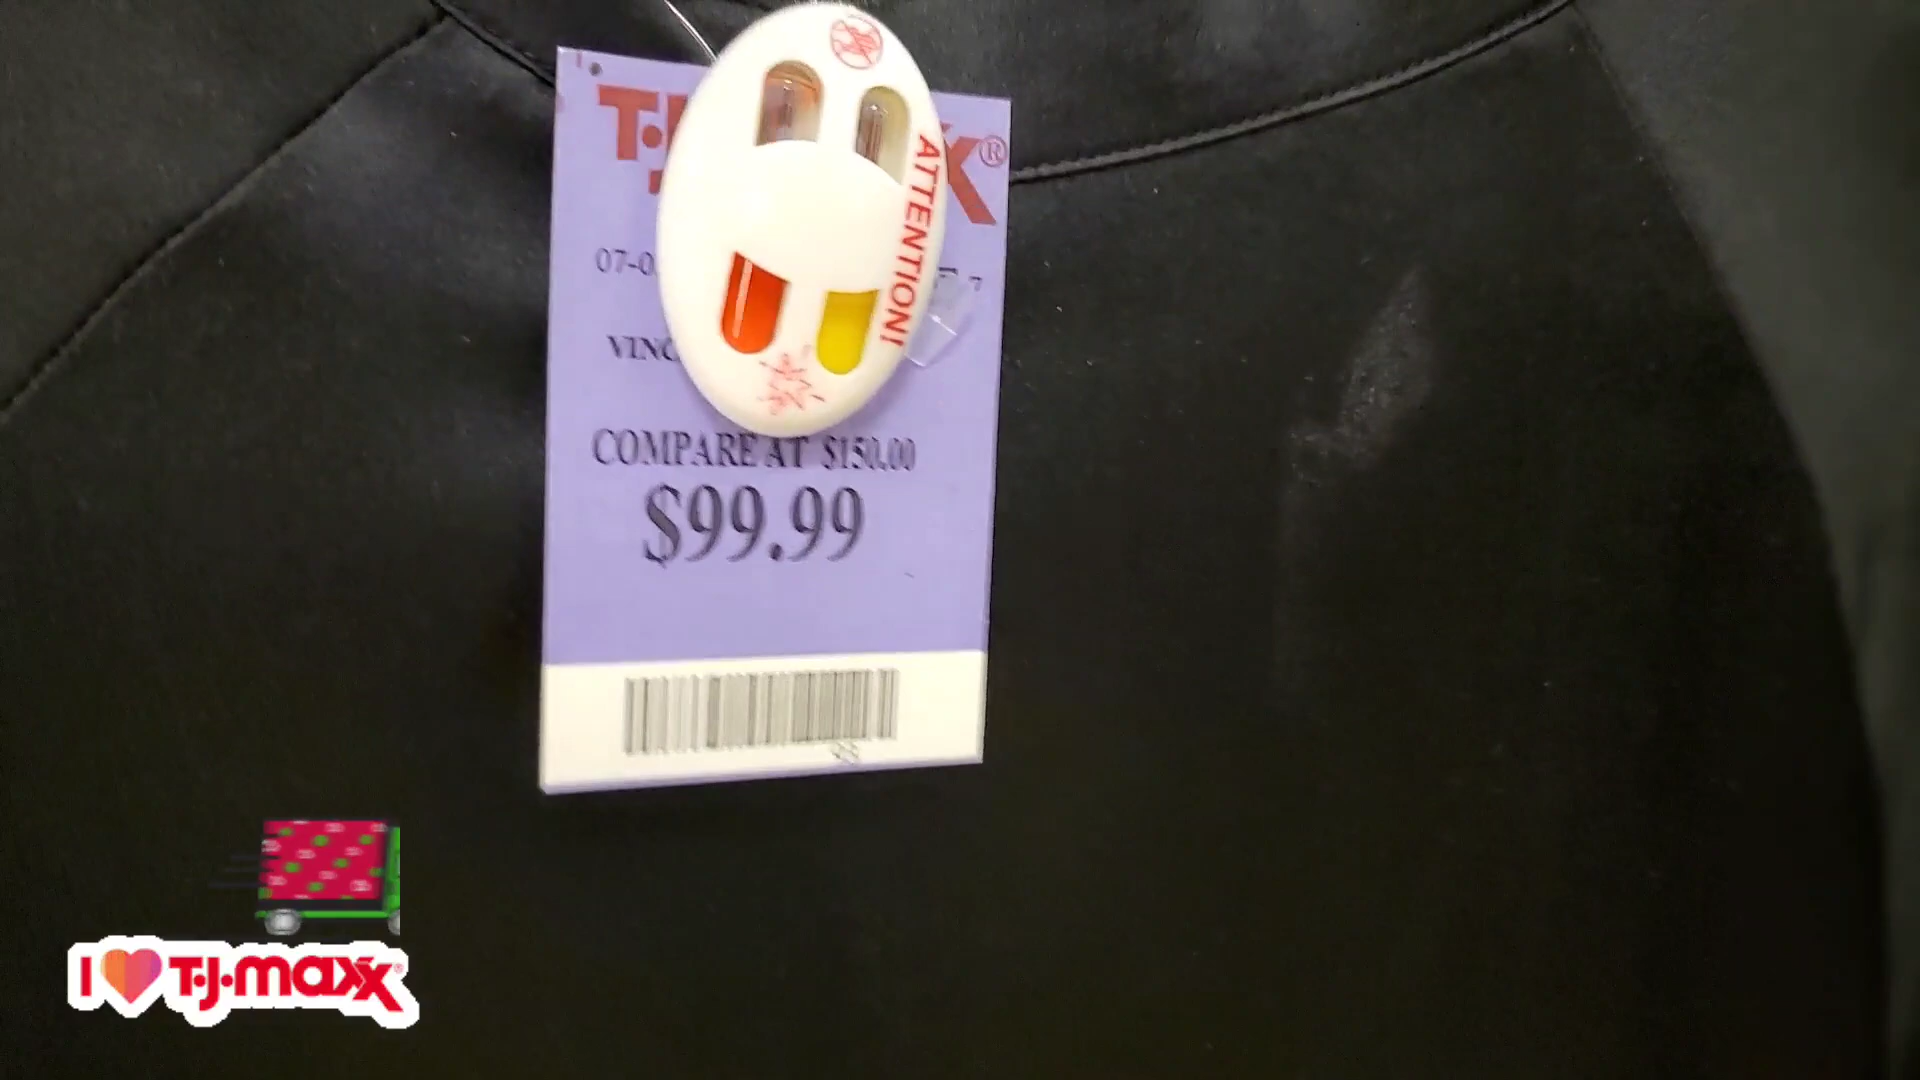 ATTENTION!
COMPARE AT $150.00
$99.99
I T·J·maxx